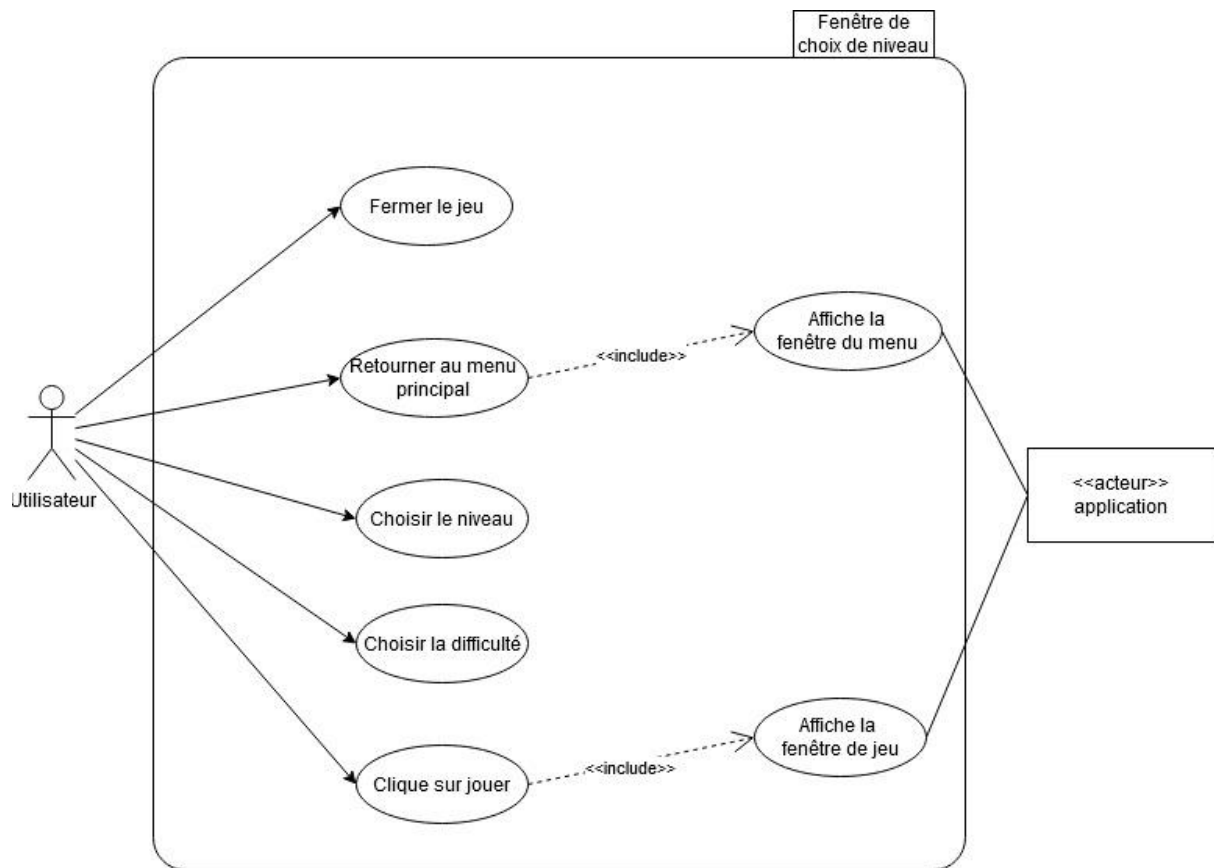 Fenêtre de
choix de niveau
Fermer le jeu
Affiche la
fenêtre du menu
<<include>>
Retourner au menu
principal
Utilisateur
<<acteur>>
application
Choisir le niveau
Choisir la difficulté
Affiche la
fenêtre de jeu
<<include>>
Clique sur jouer